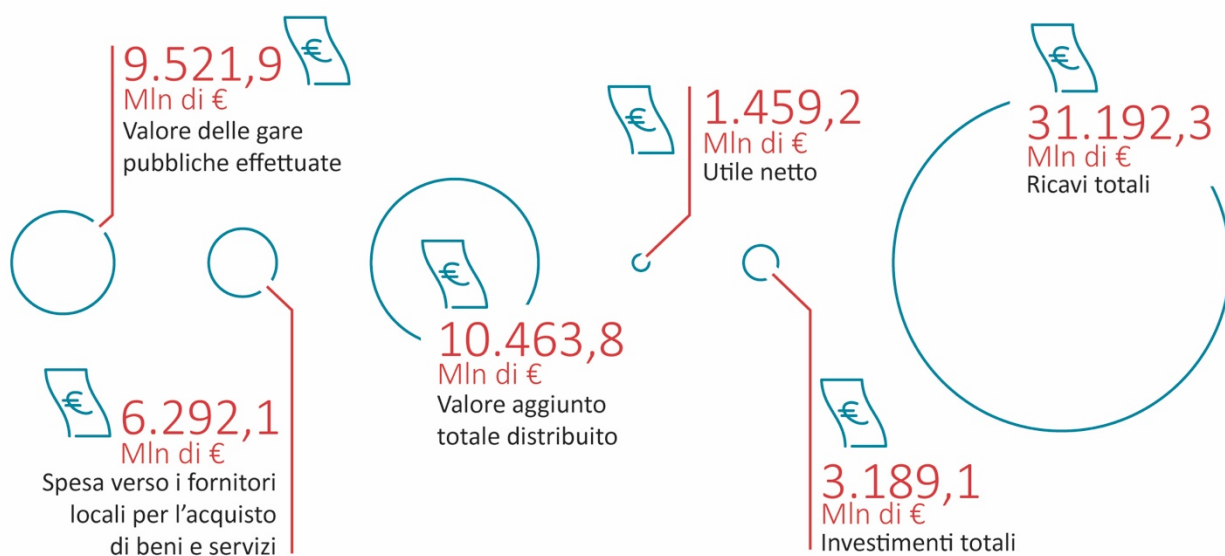 9.521,9
Mln di €
Valore delle gare
pubbliche effettuate
€
6.292,1
Mln di €
Spesa verso i fornitori
locali per l'acquisto
di beni e servizi
€
10.463,8
Mln di €
Valore aggiunto
totale distribuito
€
1.459,2
Mln di €
Utile netto
€
3.189,1
Mln di €
Investimenti totali
€
31.192,3
Mln di €
Ricavi totali
€